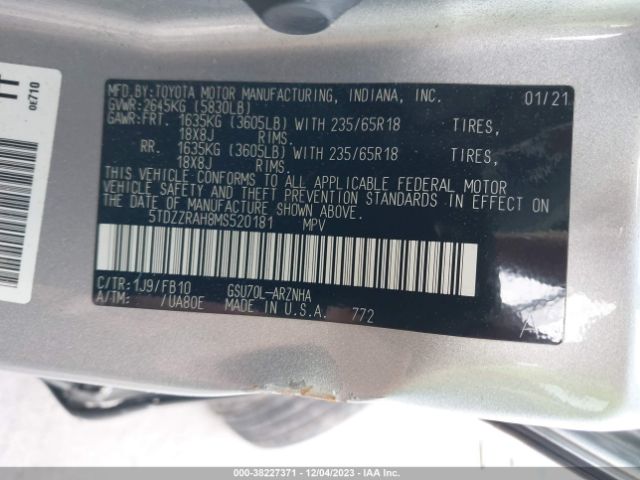 MFD.BY:TOYOTA MOTOR MANUFACTURING, INDIANA, INC. 01/21
GVWR:2645KG (5830LB)
GAWR:FRT. 1635KG (3605LB) WITH 235/65R18 TIRES,
18X8J RIMS.
RR. 1635KG (3605LB) WITH 235/65R18 TIRES,
18X8J RIMS.
THIS VEHICLE CONFORMS TO ALL APPLICABLE FEDERAL MOTOR
VEHICLE SAFETY AND THEFT PREVENTION STANDARDS IN EFFECT ON
THE DATE OF MANUFACTURE SHOWN ABOVE.
5TDZZRAH8MS520181 MPV
C/TR:1J9/FB10 GSU70L-ARZNHA
A/TM: /UA80E MADE IN U.S.A. 772
0E710
000-38227371 • 12/04/2023 • IAA Inc.